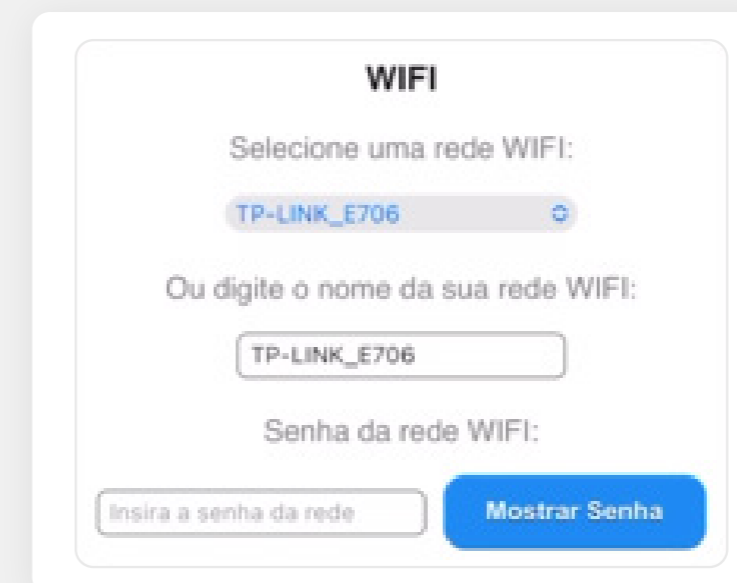 WIFI
Selecione uma rede WIFI:
TP-LINK_E706
Ou digite o nome da sua rede WIFI:
TP-LINK_E706
Senha da rede WIFI:
Insira a senha da rede
Mostrar Senha